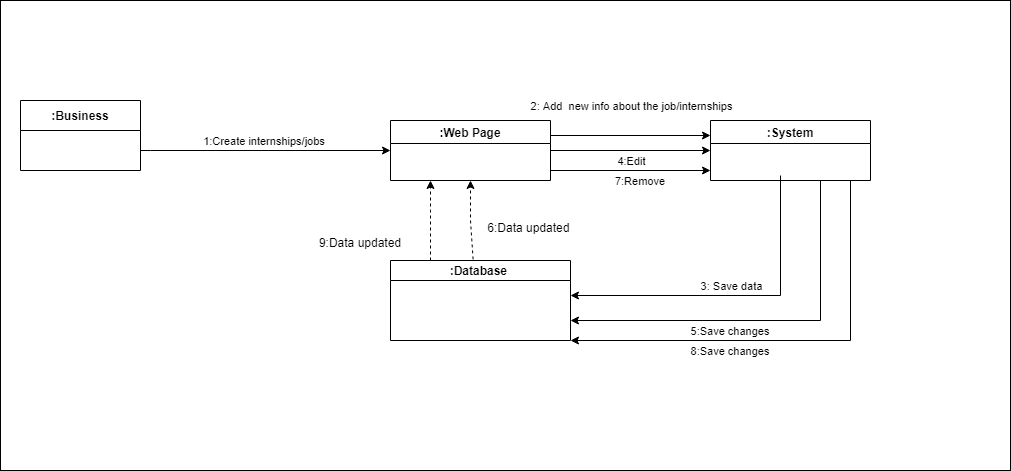 :Business
1:Create internships/jobs
2: Add new info about the job/internships
:Web Page
:System
4:Edit
7:Remove
6:Data updated
9:Data updated
:Database
3: Save data
5:Save changes
8:Save changes